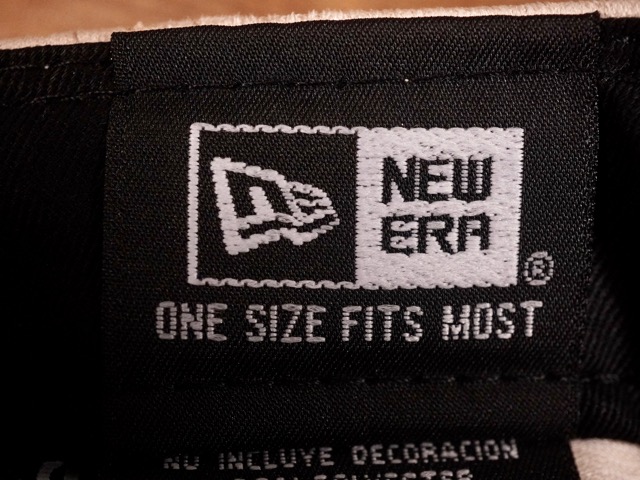 NEW
ERA®
ONE SIZE FITS MOST
NO INCLUYE DECORACION